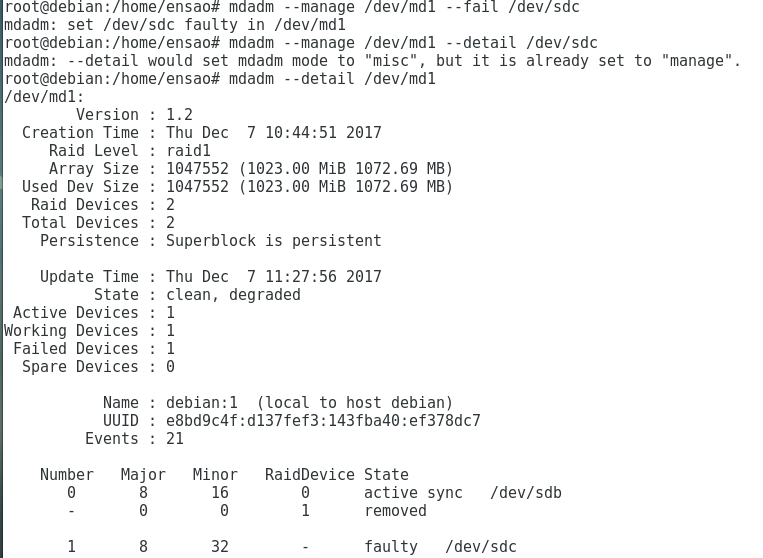 root@debian:/home/ensao# mdadm --manage /dev/md1 --fail /dev/sdc
mdadm: set /dev/sdc faulty in /dev/md1
root@debian:/home/ensao# mdadm --manage /dev/md1 --detail /dev/sdc
mdadm: --detail would set mdadm mode to "misc", but it is already set to "manage".
root@debian:/home/ensao# mdadm --detail /dev/md1
/dev/md1:
        Version : 1.2
  Creation Time : Thu Dec  7 10:44:51 2017
     Raid Level : raid1
     Array Size : 1047552 (1023.00 MiB 1072.69 MB)
  Used Dev Size : 1047552 (1023.00 MiB 1072.69 MB)
   Raid Devices : 2
  Total Devices : 2
    Persistence : Superblock is persistent

    Update Time : Thu Dec  7 11:27:56 2017
          State : clean, degraded
 Active Devices : 1
Working Devices : 1
 Failed Devices : 1
  Spare Devices : 0

           Name : debian:1  (local to host debian)
           UUID : e8bd9c4f:d137fef3:143fba40:ef378dc7
         Events : 21

    Number   Major   Minor   RaidDevice State
       0       8       16        0      active sync   /dev/sdb
       -       0        0        1      removed

       1       8       32        -      faulty   /dev/sdc